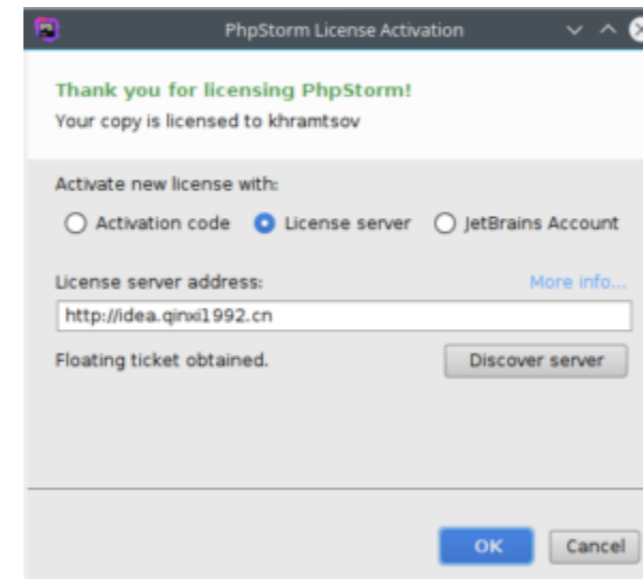 PhpStorm License Activation
Thank you for licensing PhpStorm!
Your copy is licensed to khramtsov
Activate new license with:
Activation code License server JetBrains Account
License server address: More info...
http://idea.qinxi1992.cn
Floating ticket obtained. Discover server
OK Cancel